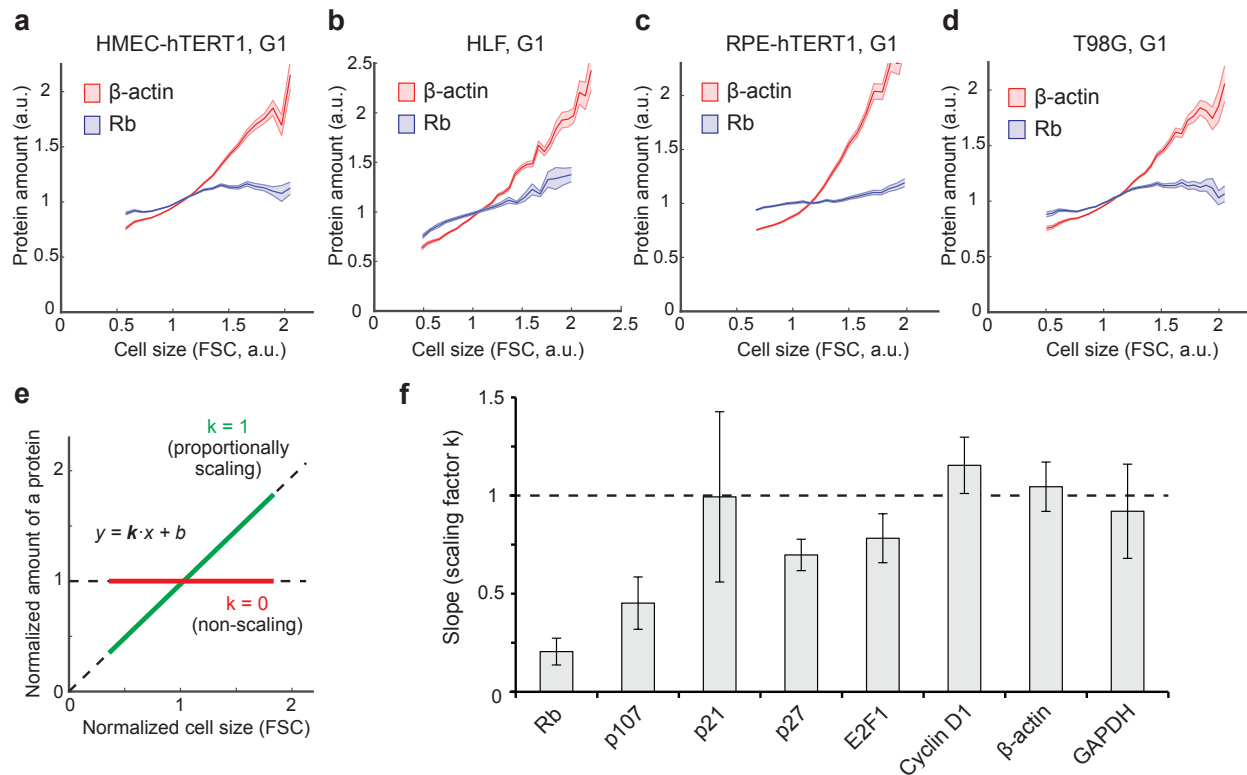 a
HMEC-hTERT1, G1
Protein amount (a.u.)
2
1.5
1
0.5
0
β-actin
Rb
0 0.5 1 1.5 2
Cell size (FSC, a.u.)
b
HLF, G1
Protein amount (a.u.)
2.5
2
1.5
1
0.5
0
β-actin
Rb
0 0.5 1 1.5 2 2.5
Cell size (FSC, a.u.)
c
RPE-hTERT1, G1
Protein amount (a.u.)
2
1.5
1
0.5
0
β-actin
Rb
0 0.5 1 1.5 2
Cell size (FSC, a.u.)
d
T98G, G1
Protein amount (a.u.)
2
1.5
1
0.5
0
β-actin
Rb
0 0.5 1 1.5 2
Cell size (FSC, a.u.)
e
Normalized amount of a protein
2
1
0
k = 1
(proportionally
scaling)
y = k·x + b
k = 0
(non-scaling)
0 1 2
Normalized cell size (FSC)
f
Slope (scaling factor k)
1.5
1
0.5
0
Rb
p107
p21
p27
E2F1
Cyclin D1
β-actin
GAPDH